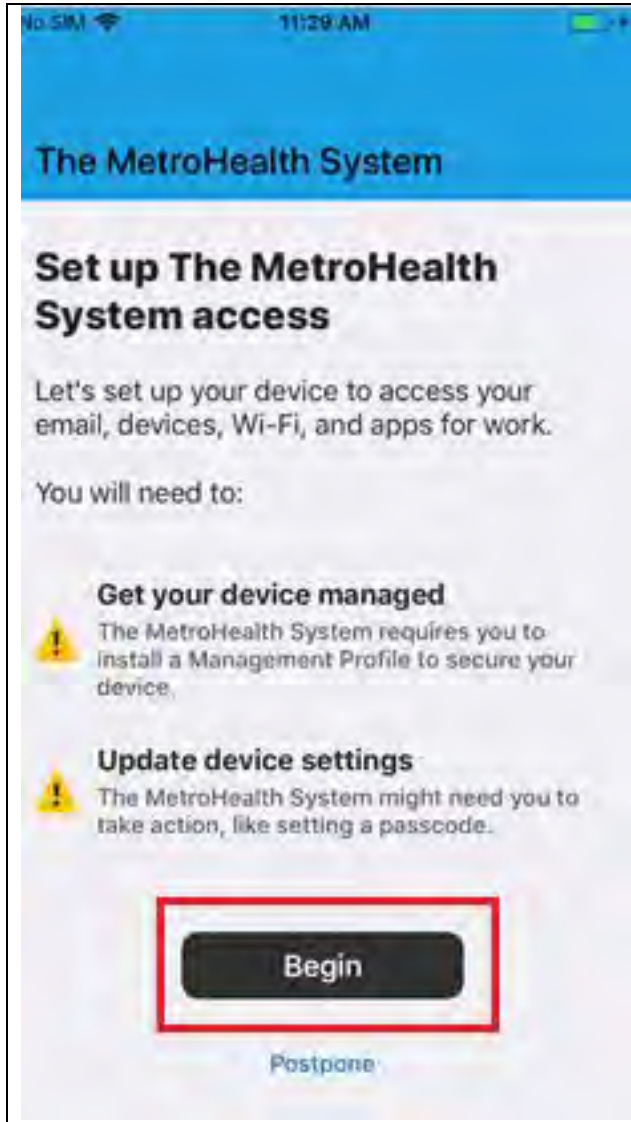 No SIM
11:29 AM
The MetroHealth System
Set up The MetroHealth
System access
Let's set up your device to access your
email, devices, Wi-Fi, and apps for work.
You will need to:
Get your device managed
The MetroHealth System requires you to
install a Management Profile to secure your
device.
Update device settings
The MetroHealth System might need you to
take action, like setting a passcode.
Begin
Postpone